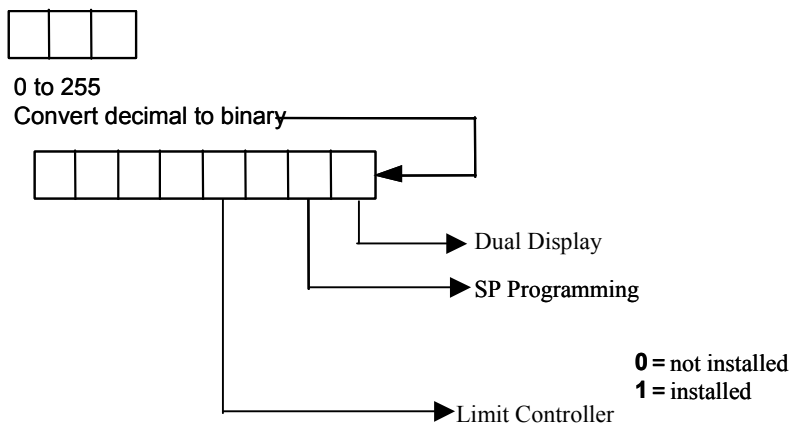 0 to 255
Convert decimal to binary
Dual Display
SP Programming
0 = not installed
1 = installed
Limit Controller